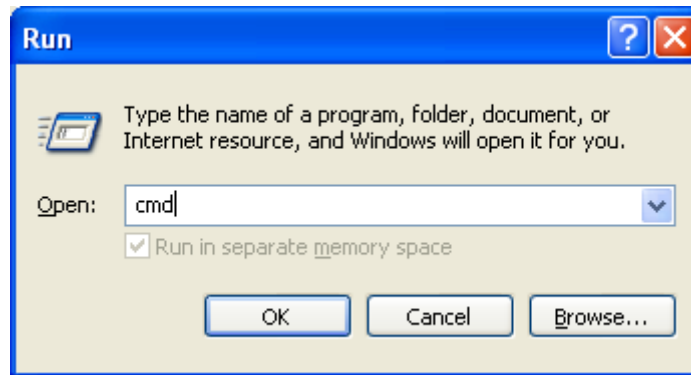 Run
Type the name of a program, folder, document, or
Internet resource, and Windows will open it for you.
Open: cmd
Run in separate memory space
OK Cancel Browse...